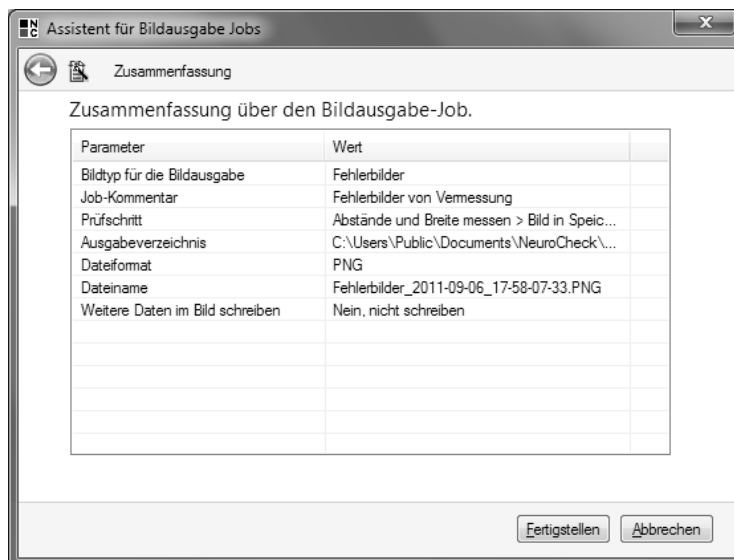 Assistent für Bildausgabe Jobs
Zusammenfassung
Zusammenfassung über den Bildausgabe-Job.
Parameter Wert
Bildtyp für die Bildausgabe Fehlerbilder
Job-Kommentar Fehlerbilder von Vermessung
Prüfschritt Abstände und Breite messen > Bild in Speic...
Ausgabeverzeichnis C:\Users\Public\Documents\NeuroCheck\...
Dateiformat PNG
Dateiname Fehlerbilder_2011-09-06_17-58-07-33.PNG
Weitere Daten im Bild schreiben Nein, nicht schreiben
Fertigstellen Abbrechen